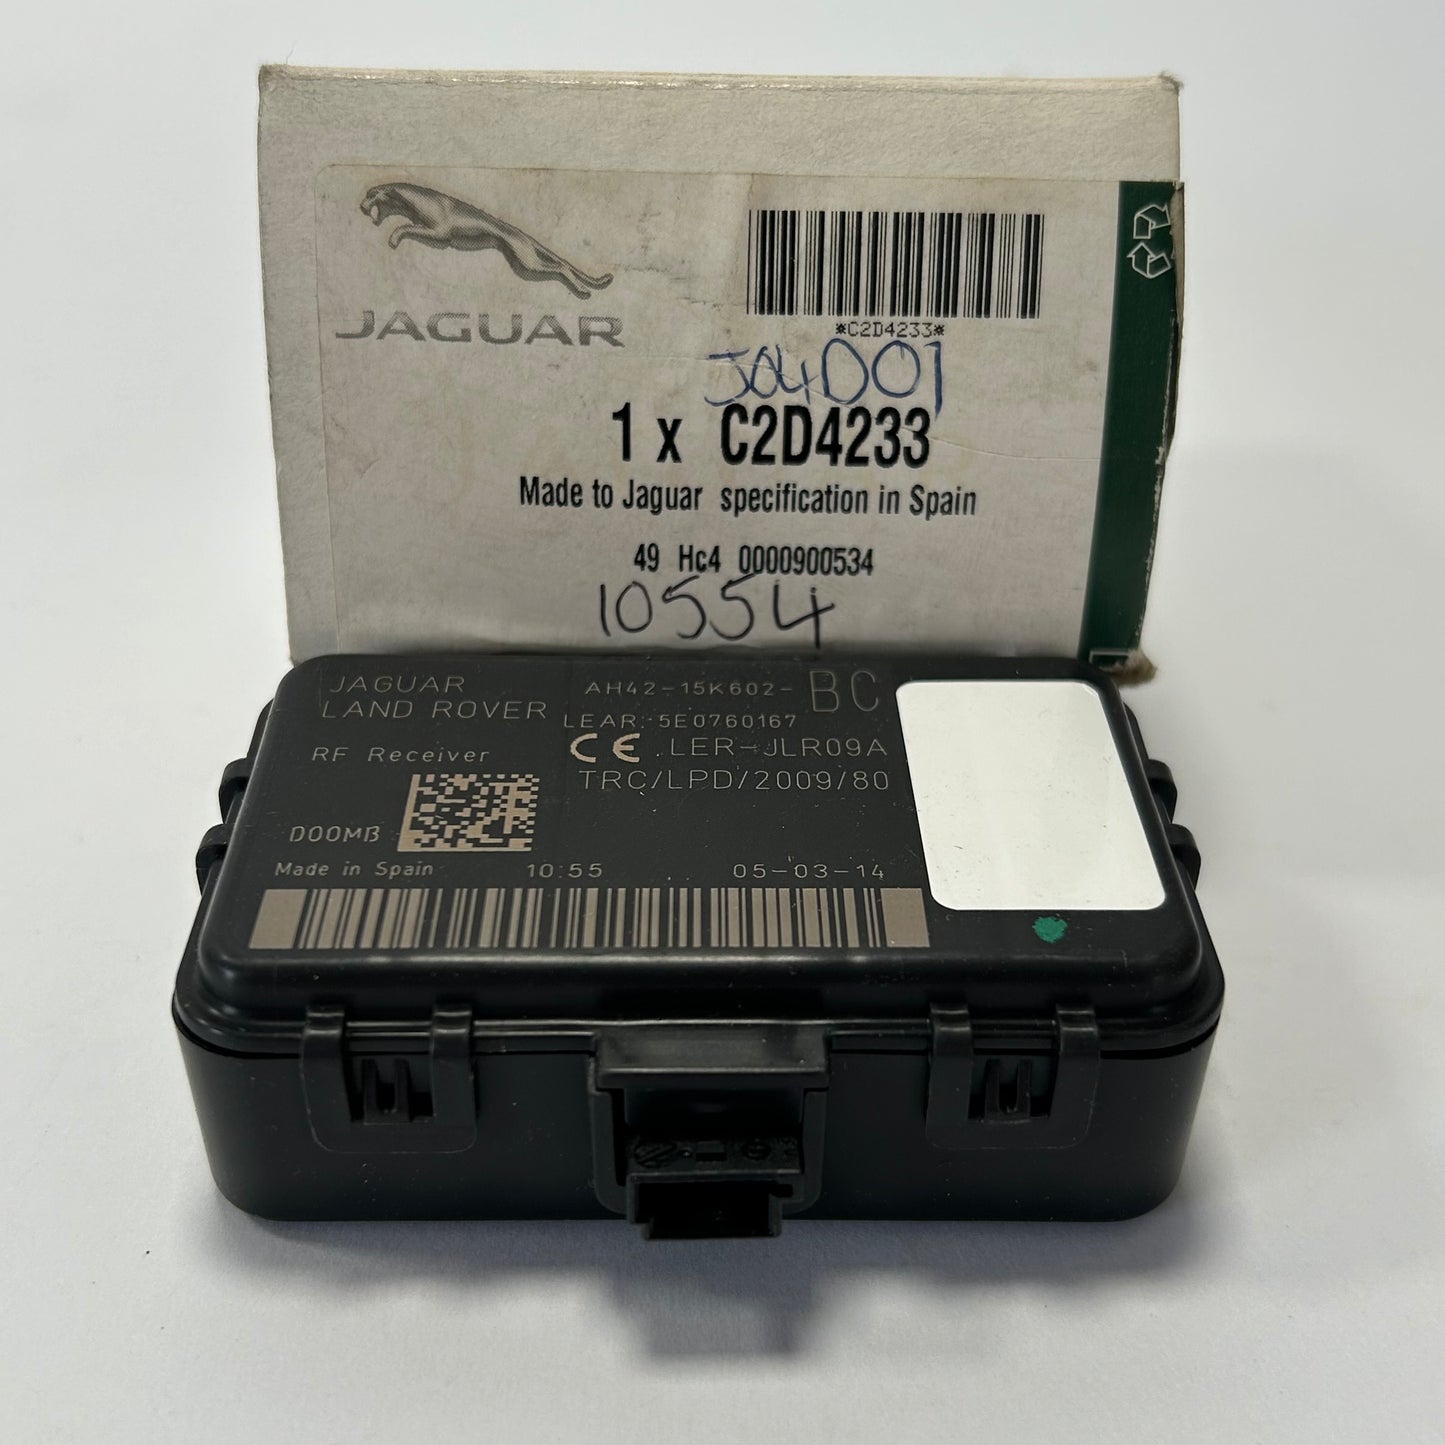 JAGUAR
*C2D4233*
J04D01
1 x C2D4233
Made to Jaguar specification in Spain
49 Hc4 0000900534
10554
JAGUAR
LAND ROVER
AH42-15K602-BC
LEAR: 5E0760167
RF Receiver
CE LER-JLR09A
TRC/LPD/2009/80
D00MB
Made in Spain 10:55 05-03-14